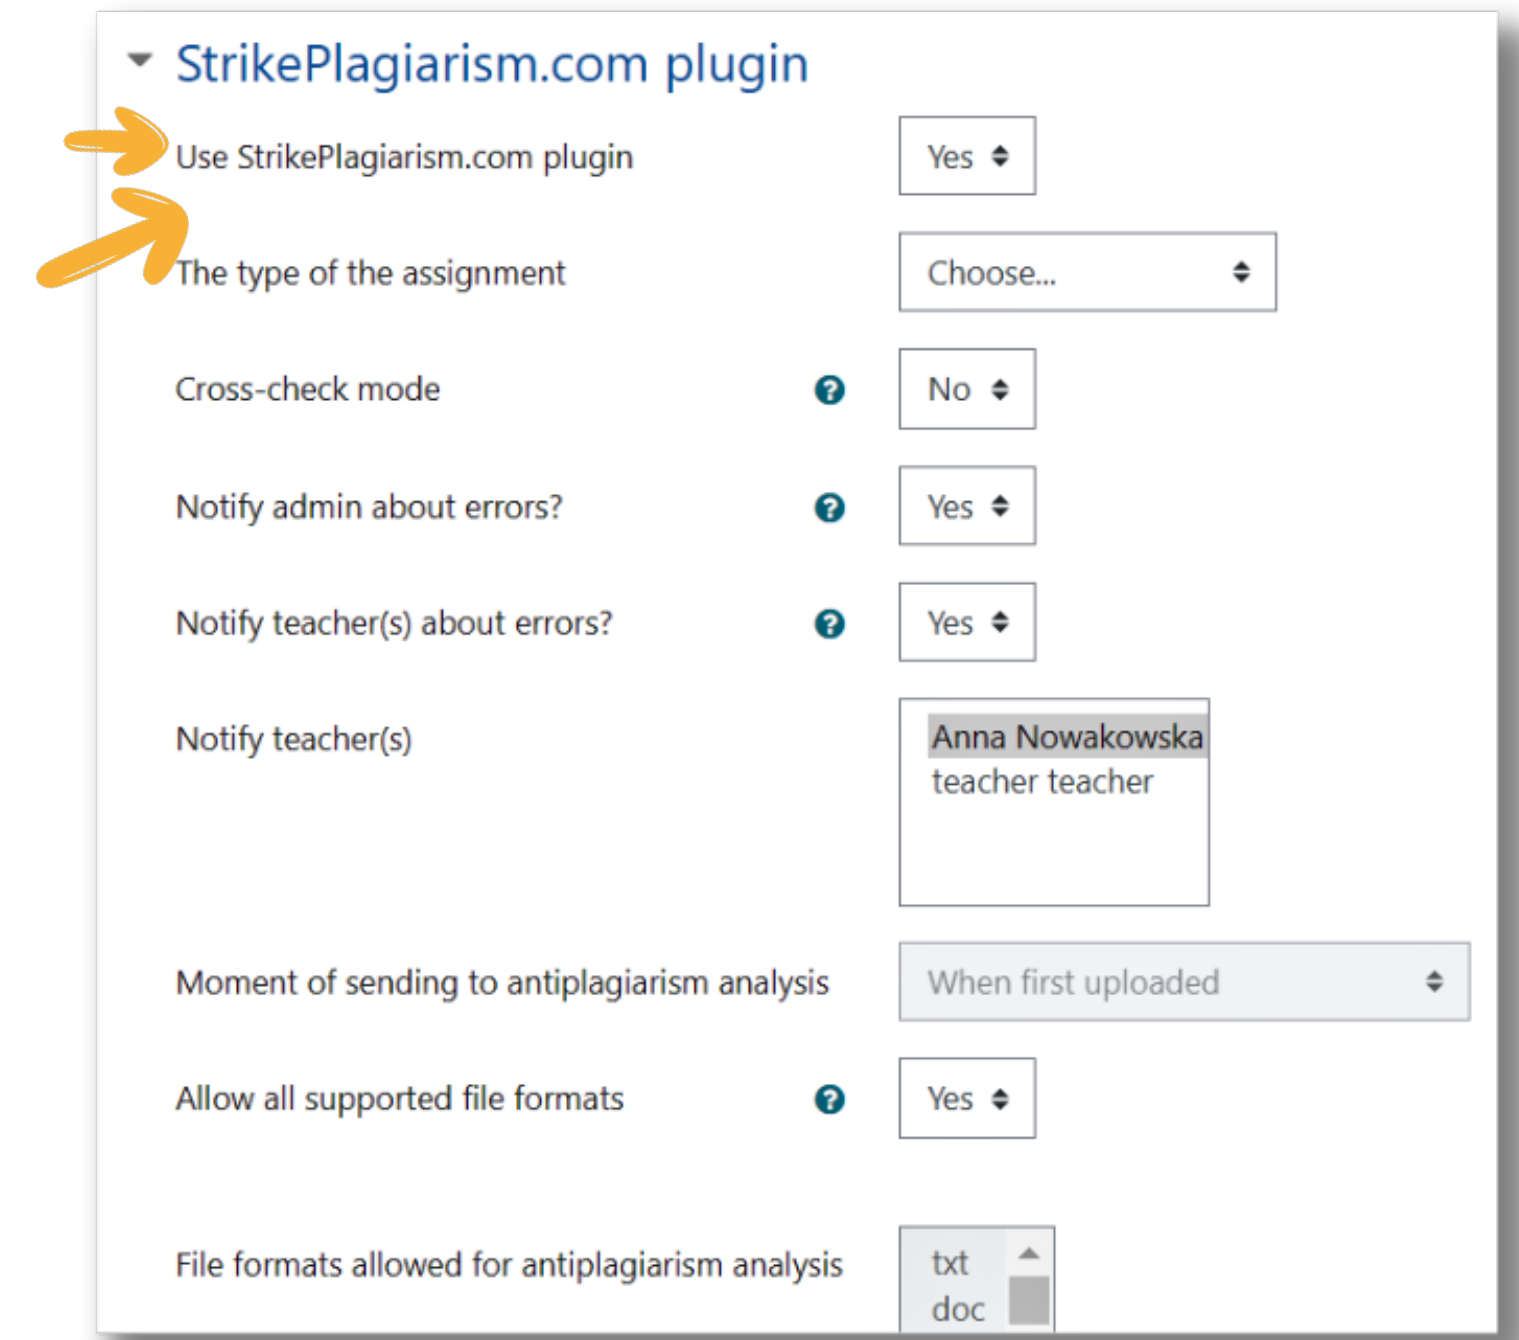 StrikePlagiarism.com plugin
Use StrikePlagiarism.com plugin Yes
The type of the assignment Choose...
Cross-check mode ? No
Notify admin about errors? ? Yes
Notify teacher(s) about errors? ? Yes
Notify teacher(s) Anna Nowakowska
teacher teacher
Moment of sending to antiplagiarism analysis When first uploaded
Allow all supported file formats ? Yes
File formats allowed for antiplagiarism analysis txt
doc